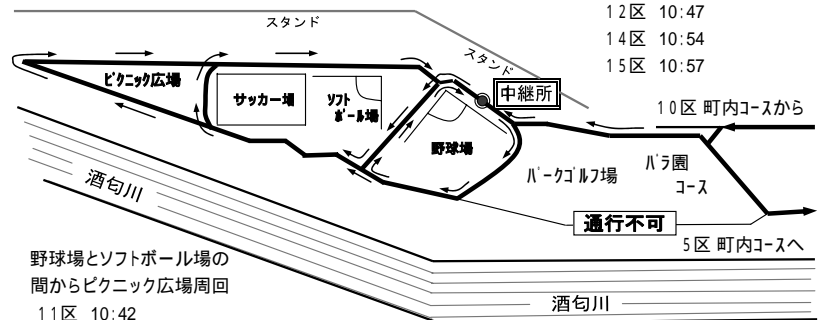 スタンド
12区 10:47
14区 10:54
15区 10:57
スタンド
ピクニック広場
サッカー場
ソフト
ボール場
中継所
10区 町内コースから
野球場
パークゴルフ場
バラ園
コース
酒匂川
通行不可
5区 町内コースへ
野球場とソフトボール場の
間からピクニック広場周回
11区 10:42
酒匂川